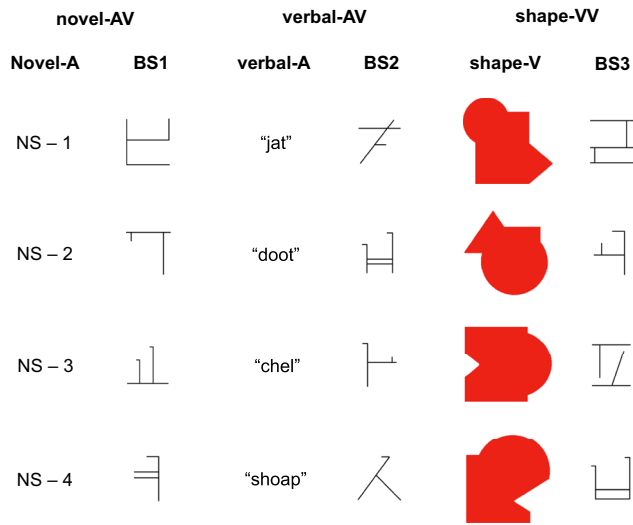 novel-AV verbal-AV shape-VV
Novel-A BS1 verbal-A BS2 shape-V BS3
NS – 1 “jat”
NS – 2 “doot”
NS – 3 “chel”
NS – 4 “shoap”